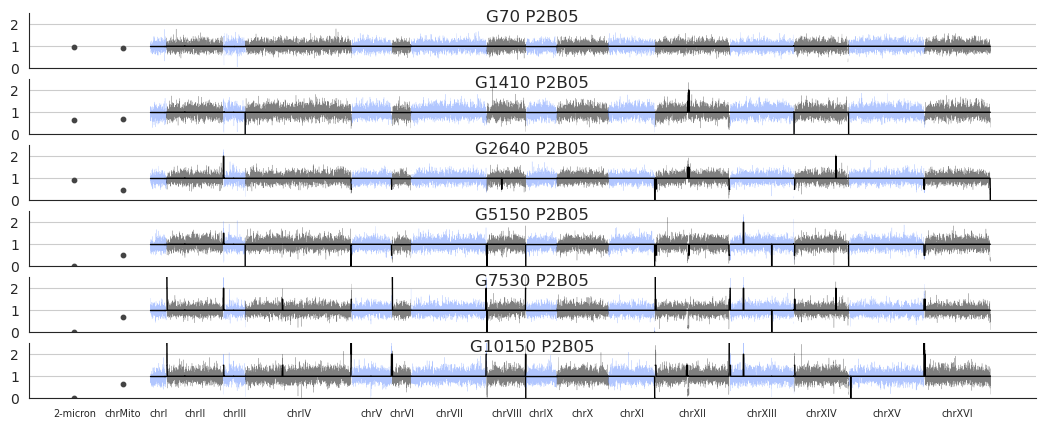 G70 P2B05
2
1
0
G1410 P2B05
2
1
0
G2640 P2B05
2
1
0
G5150 P2B05
2
1
0
G7530 P2B05
2
1
0
G10150 P2B05
2
1
0
2-micron chrMito chrI chrII chrIII chrIV chrV chrVI chrVII chrVIII chrIX chrX chrXI chrXII chrXIII chrXIV chrXV chrXVI